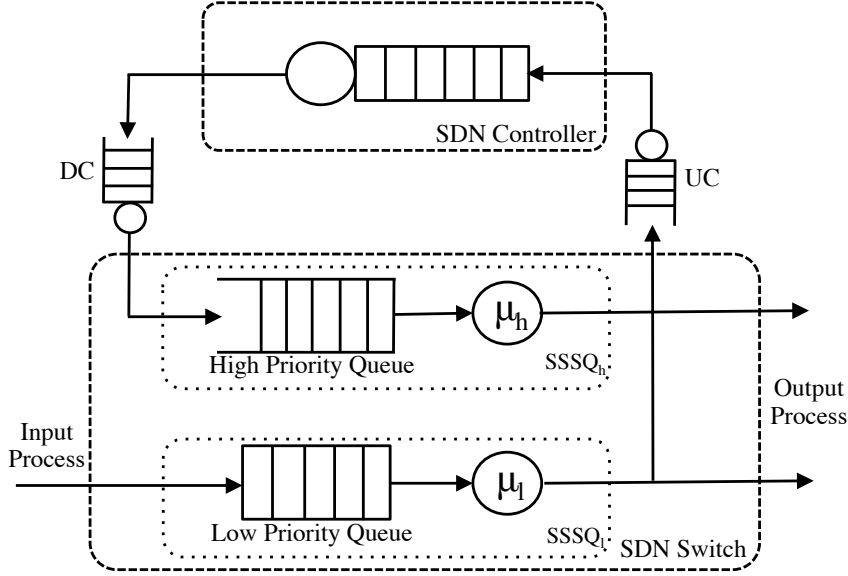 SDN Controller
DC
UC
μh
High Priority Queue
SSSQh
Output
Process
Input
Process
μl
Low Priority Queue
SSSQl
SDN Switch